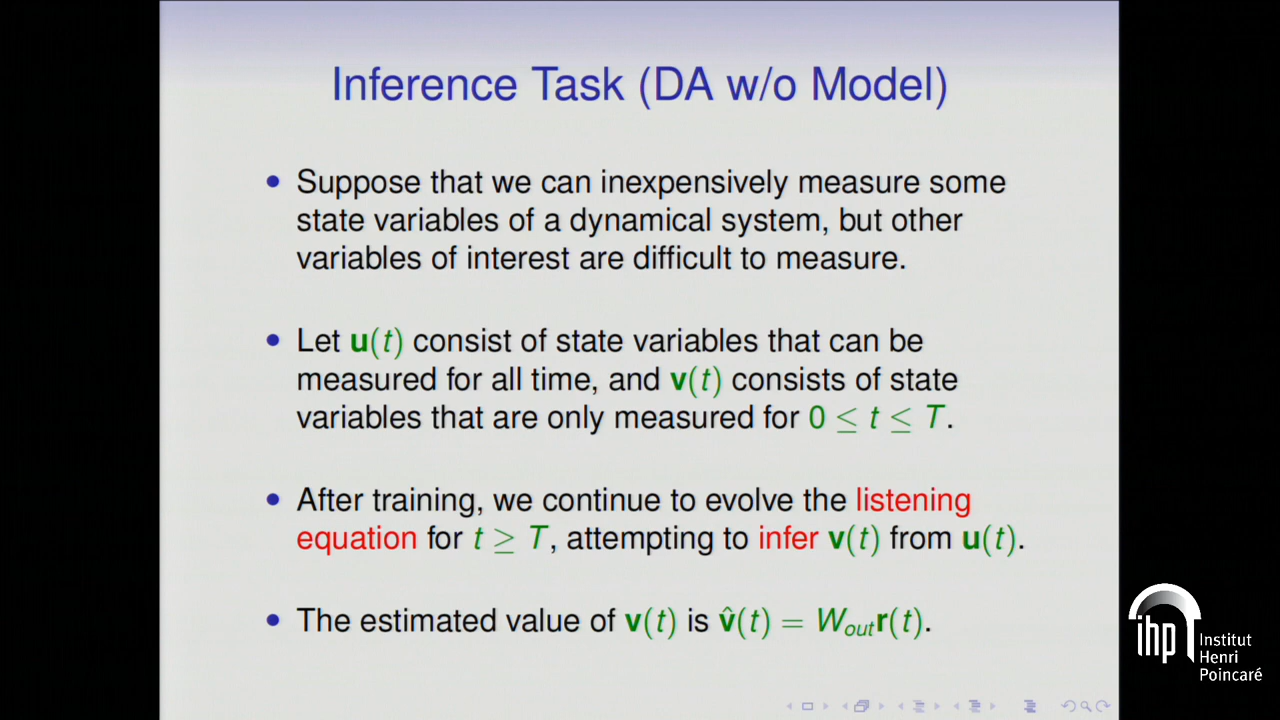 Inference Task (DA w/o Model)
• Suppose that we can inexpensively measure some
state variables of a dynamical system, but other
variables of interest are difficult to measure.
• Let u(t) consist of state variables that can be
measured for all time, and v(t) consists of state
variables that are only measured for 0 ≤ t ≤ T.
• After training, we continue to evolve the listening
equation for t ≥ T, attempting to infer v(t) from u(t).
• The estimated value of v(t) is v̂(t) = W_out r(t).
ihp
Institut
Henri
Poincaré